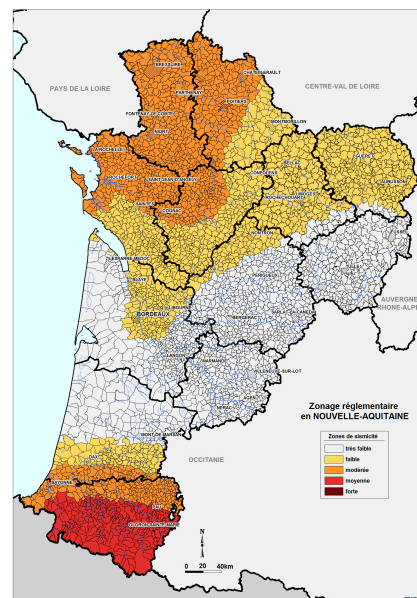 BRESSUIRE
CHATELLERAULT
PAYS DE LA LOIRE
CENTRE-VAL DE LOIRE
PARTHENAY
POITIERS
FONTENAY-LE-COMTE
MONTMORILLON
NIORT
LA ROCHELLE
GUERET
BELLAC
ROCHEFORT
CONFOLENS
SAINT-JEAN-D'ANGELY
AUBUSSON
LIMOGES
ROCHECHOUART
SAINTES
COGNAC
NONTRON
USSEL
LESPARRE-MEDOC
TULLE
PERIGUEUX
BLAYE
AUVERGNE
RHONE-ALPES
LIBOURNE
BORDEAUX
BERGERAC
SARLAT-LA-CANEDA
LANGON
MARMANDE
VILLENEUVE-SUR-LOT
AGEN
NERAC
Zonage réglementaire
en NOUVELLE-AQUITAINE
MONT-DE-MARSAN
Zones de sismicité
très faible
DAX
OCCITANIE
faible
modérée
moyenne
BAYONNE
PAU
forte
OLORON-SAINTE-MARIE
N
0 20 40km